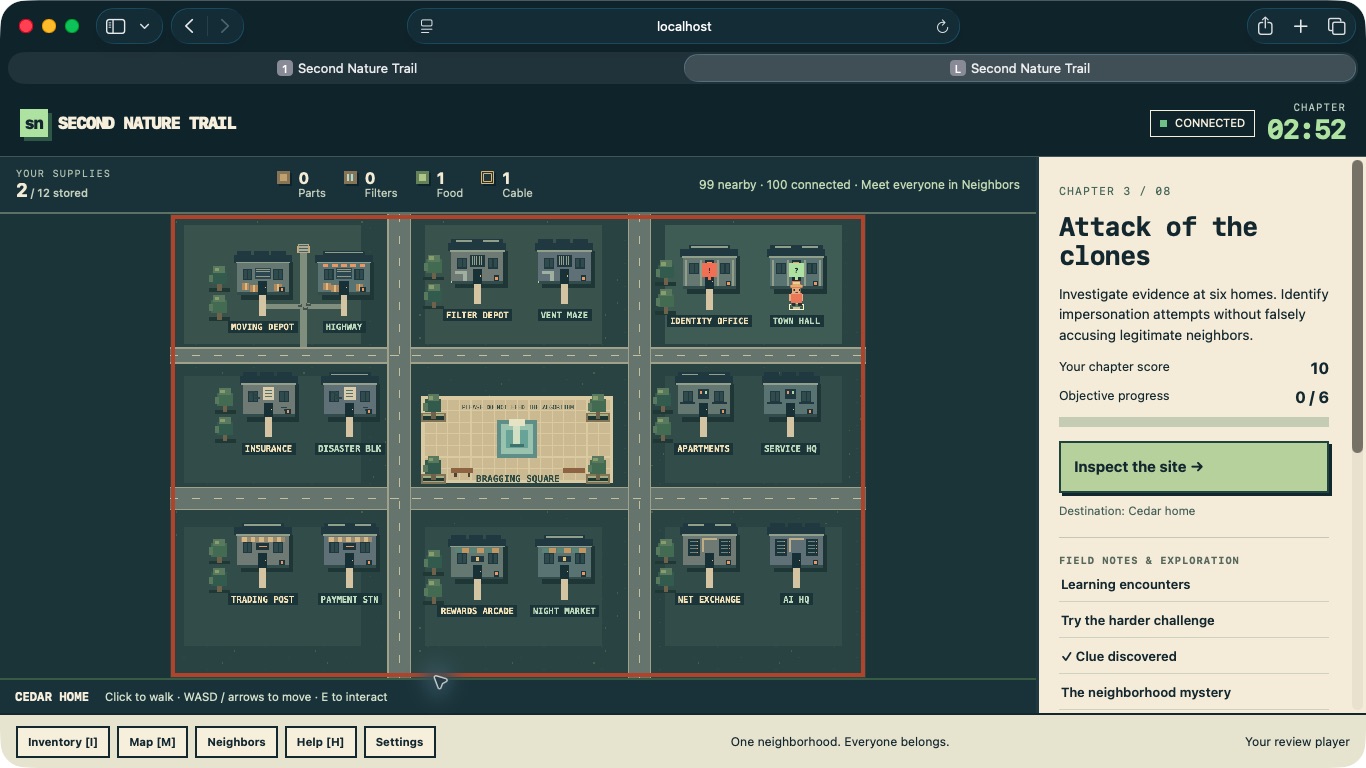 localhost
1 Second Nature Trail
L Second Nature Trail
sn SECOND NATURE TRAIL
CONNECTED
CHAPTER
02:52
YOUR SUPPLIES
2 / 12 stored
0 Parts
0 Filters
1 Food
1 Cable
99 nearby · 100 connected · Meet everyone in Neighbors
MOVING DEPOT
HIGHWAY
FILTER DEPOT
VENT MAZE
!
?
IDENTITY OFFICE
TOWN HALL
INSURANCE
DISASTER BLK
PLEASE DO NOT FEED THE ALGORITHM
BRAGGING SQUARE
APARTMENTS
SERVICE HQ
TRADING POST
PAYMENT STN
REWARDS ARCADE
NIGHT MARKET
NET EXCHANGE
AI HQ
CEDAR HOME Click to walk · WASD / arrows to move · E to interact
CHAPTER 3 / 08
Attack of the
clones
Investigate evidence at six homes. Identify
impersonation attempts without falsely
accusing legitimate neighbors.
Your chapter score 10
Objective progress 0 / 6
Inspect the site →
Destination: Cedar home
FIELD NOTES & EXPLORATION
Learning encounters
Try the harder challenge
✓ Clue discovered
The neighborhood mystery
Inventory [I]
Map [M]
Neighbors
Help [H]
Settings
One neighborhood. Everyone belongs.
Your review player